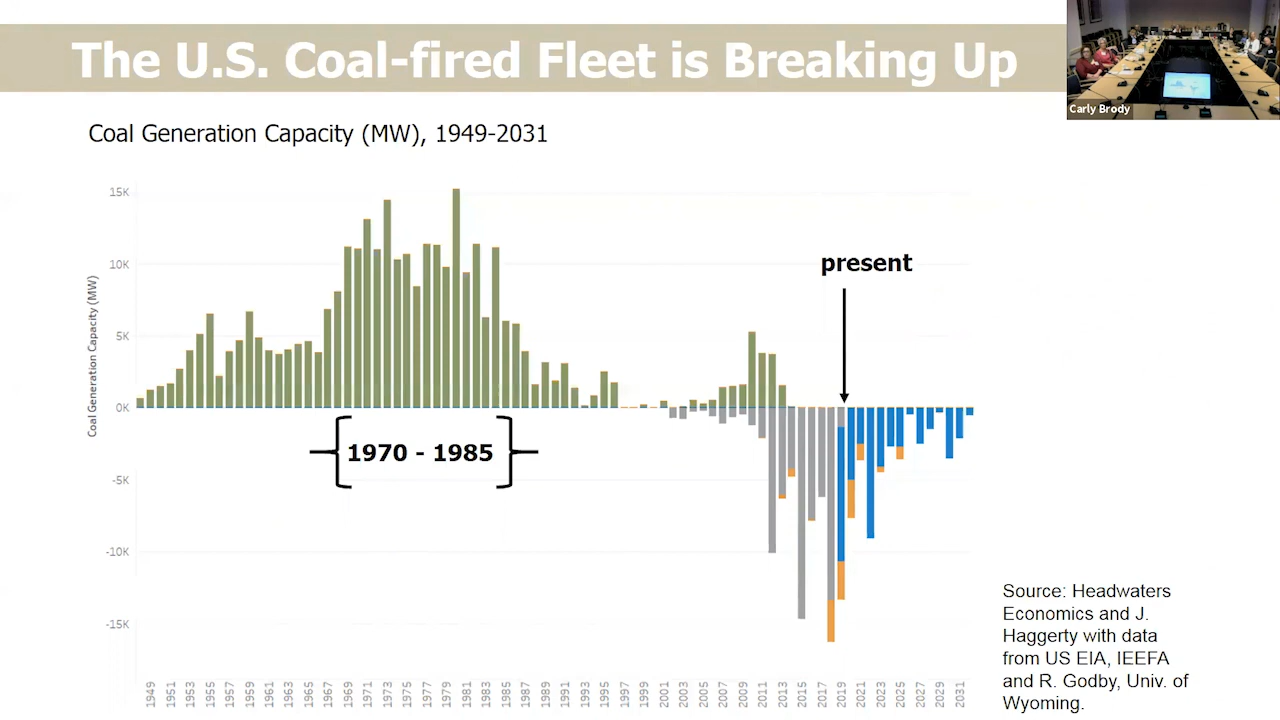 The U.S. Coal-fired Fleet is Breaking Up
Carly Brody
Coal Generation Capacity (MW), 1949-2031
Coal Generation Capacity (MW)
15K
10K
5K
0K
-5K
-10K
-15K
present
1970 - 1985
1949
1951
1953
1955
1957
1959
1961
1963
1965
1967
1969
1971
1973
1975
1977
1979
1981
1983
1985
1987
1989
1991
1993
1995
1997
1999
2001
2003
2005
2007
2009
2011
2013
2015
2017
2019
2021
2023
2025
2027
2029
2031
Source: Headwaters
Economics and J.
Haggerty with data
from US EIA, IEEFA
and R. Godby, Univ. of
Wyoming.